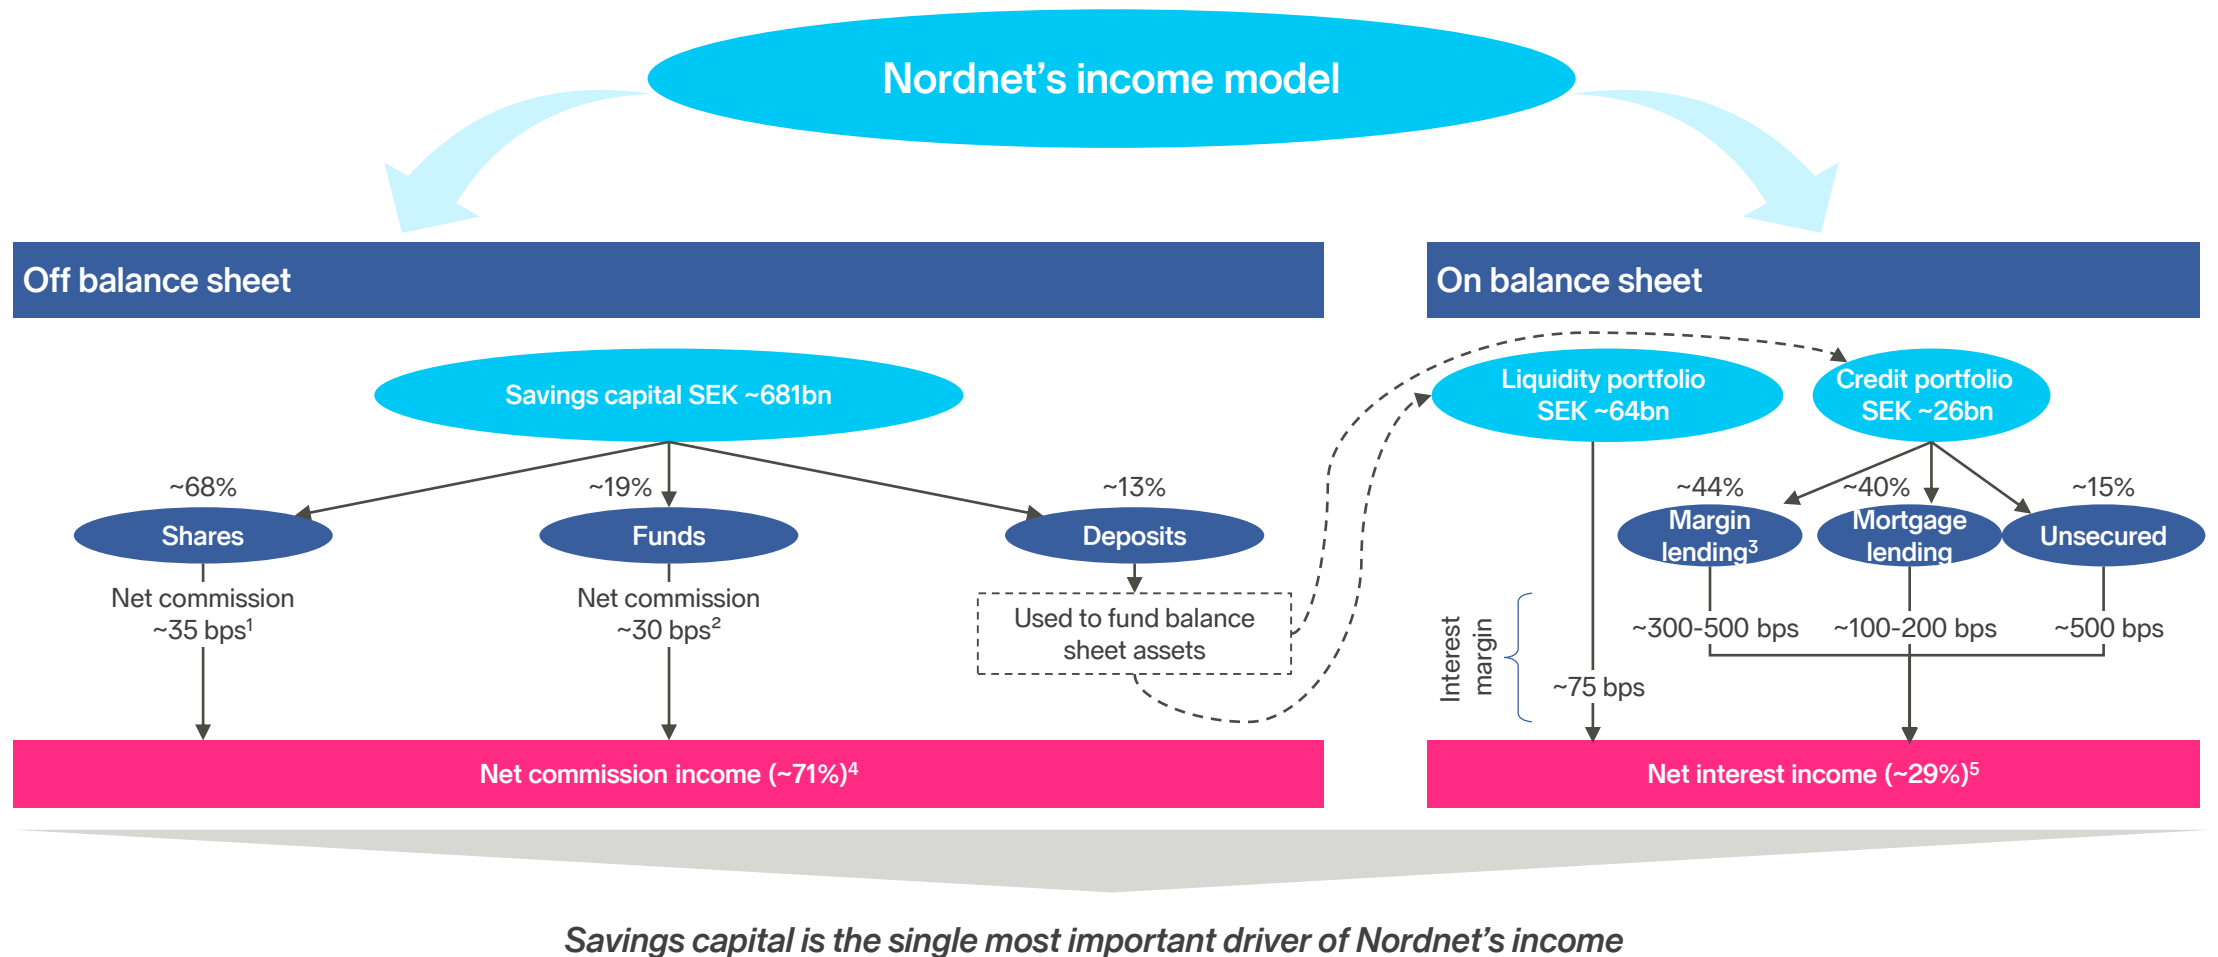 Nordnet's income model
Off balance sheet
On balance sheet
Savings capital SEK ~681bn
~68%
~19%
~13%
Shares
Funds
Deposits
Net commission
~35 bps¹
Net commission
~30 bps²
Used to fund balance
sheet assets
Liquidity portfolio
SEK ~64bn
Credit portfolio
SEK ~26bn
~44%
~40%
~15%
Margin
lending³
Mortgage
lending
Unsecured
Interest
margin
~75 bps
~300-500 bps
~100-200 bps
~500 bps
Net commission income (~71%)⁴
Net interest income (~29%)⁵
Savings capital is the single most important driver of Nordnet's income